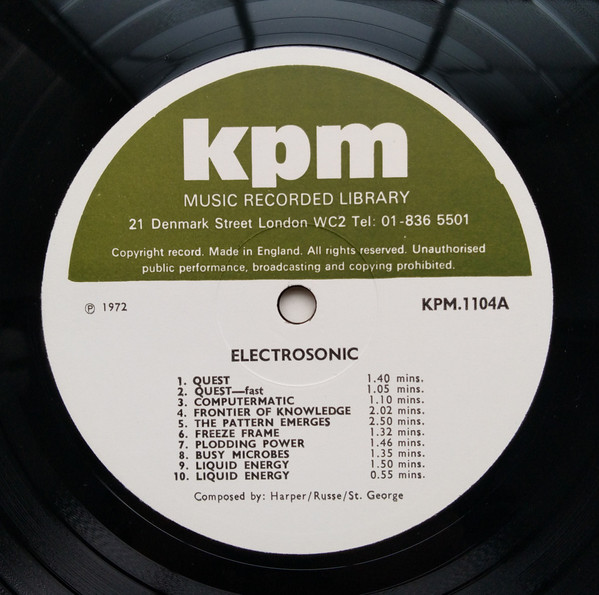 kpm
MUSIC RECORDED LIBRARY
21 Denmark Street London WC2 Tel: 01-836 5501
Copyright record. Made in England. All rights reserved. Unauthorised
public performance, broadcasting and copying prohibited.
℗ 1972 KPM.1104A
ELECTROSONIC
1. QUEST 1.40 mins.
2. QUEST—fast 1.05 mins.
3. COMPUTERMATIC 1.10 mins.
4. FRONTIER OF KNOWLEDGE 2.02 mins.
5. THE PATTERN EMERGES 2.50 mins.
6. FREEZE FRAME 1.32 mins.
7. PLODDING POWER 1.46 mins.
8. BUSY MICROBES 1.35 mins.
9. LIQUID ENERGY 1.50 mins.
10. LIQUID ENERGY 0.55 mins.
Composed by: Harper/Russe/St. George